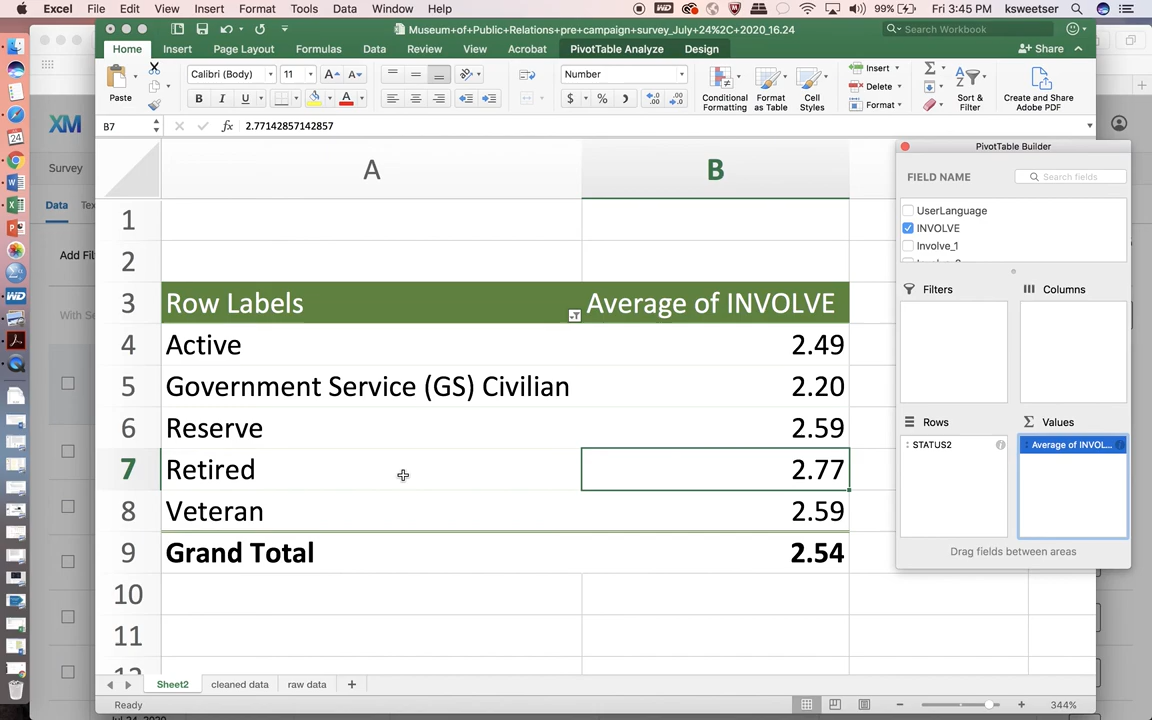 Excel File Edit View Insert Format Tools Data Window Help 99% Fri 3:45 PM ksweetser
Museum+of+Public+Relations+pre+campaign+survey_July +24%2C+2020_16.24
Search Workbook
Home Insert Page Layout Formulas Data Review View Acrobat PivotTable Analyze Design Share
Paste
Calibri (Body) 11
B I U
Number
$ %
Conditional Formatting
Format as Table
Cell Styles
Insert
Delete
Format
Sort & Filter
Create and Share Adobe PDF
B7 fx 2.77142857142857
XM
Survey
Data
Add Fil
With Se
A B
1
2
3 Row Labels Average of INVOLVE
4 Active 2.49
5 Government Service (GS) Civilian 2.20
6 Reserve 2.59
7 Retired 2.77
8 Veteran 2.59
9 Grand Total 2.54
10
11
PivotTable Builder
FIELD NAME Search fields
UserLanguage
INVOLVE
Involve_1
Filters Columns
Rows Values
STATUS2 Average of INVOL...
Drag fields between areas
Sheet2 cleaned data raw data
Ready 344%